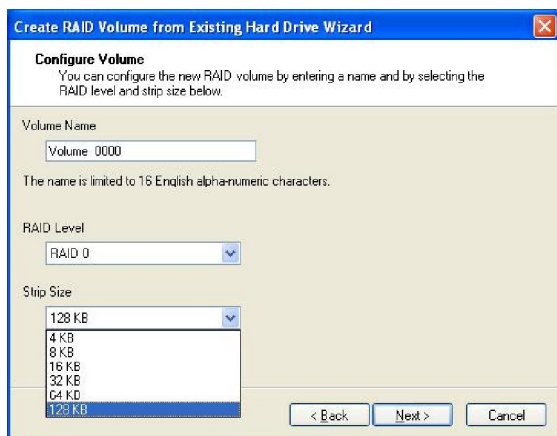 Create RAID Volume from Existing Hard Drive Wizard
Configure Volume
You can configure the new RAID volume by entering a name and by selecting the
RAID level and strip size below.
Volume Name
Volume 0000
The name is limited to 16 English alpha-numeric characters.
RAID Level
RAID 0
Strip Size
128 KB
4 KB
8 KB
16 KB
32 KB
64 KB
128 KB
< Back
Next >
Cancel